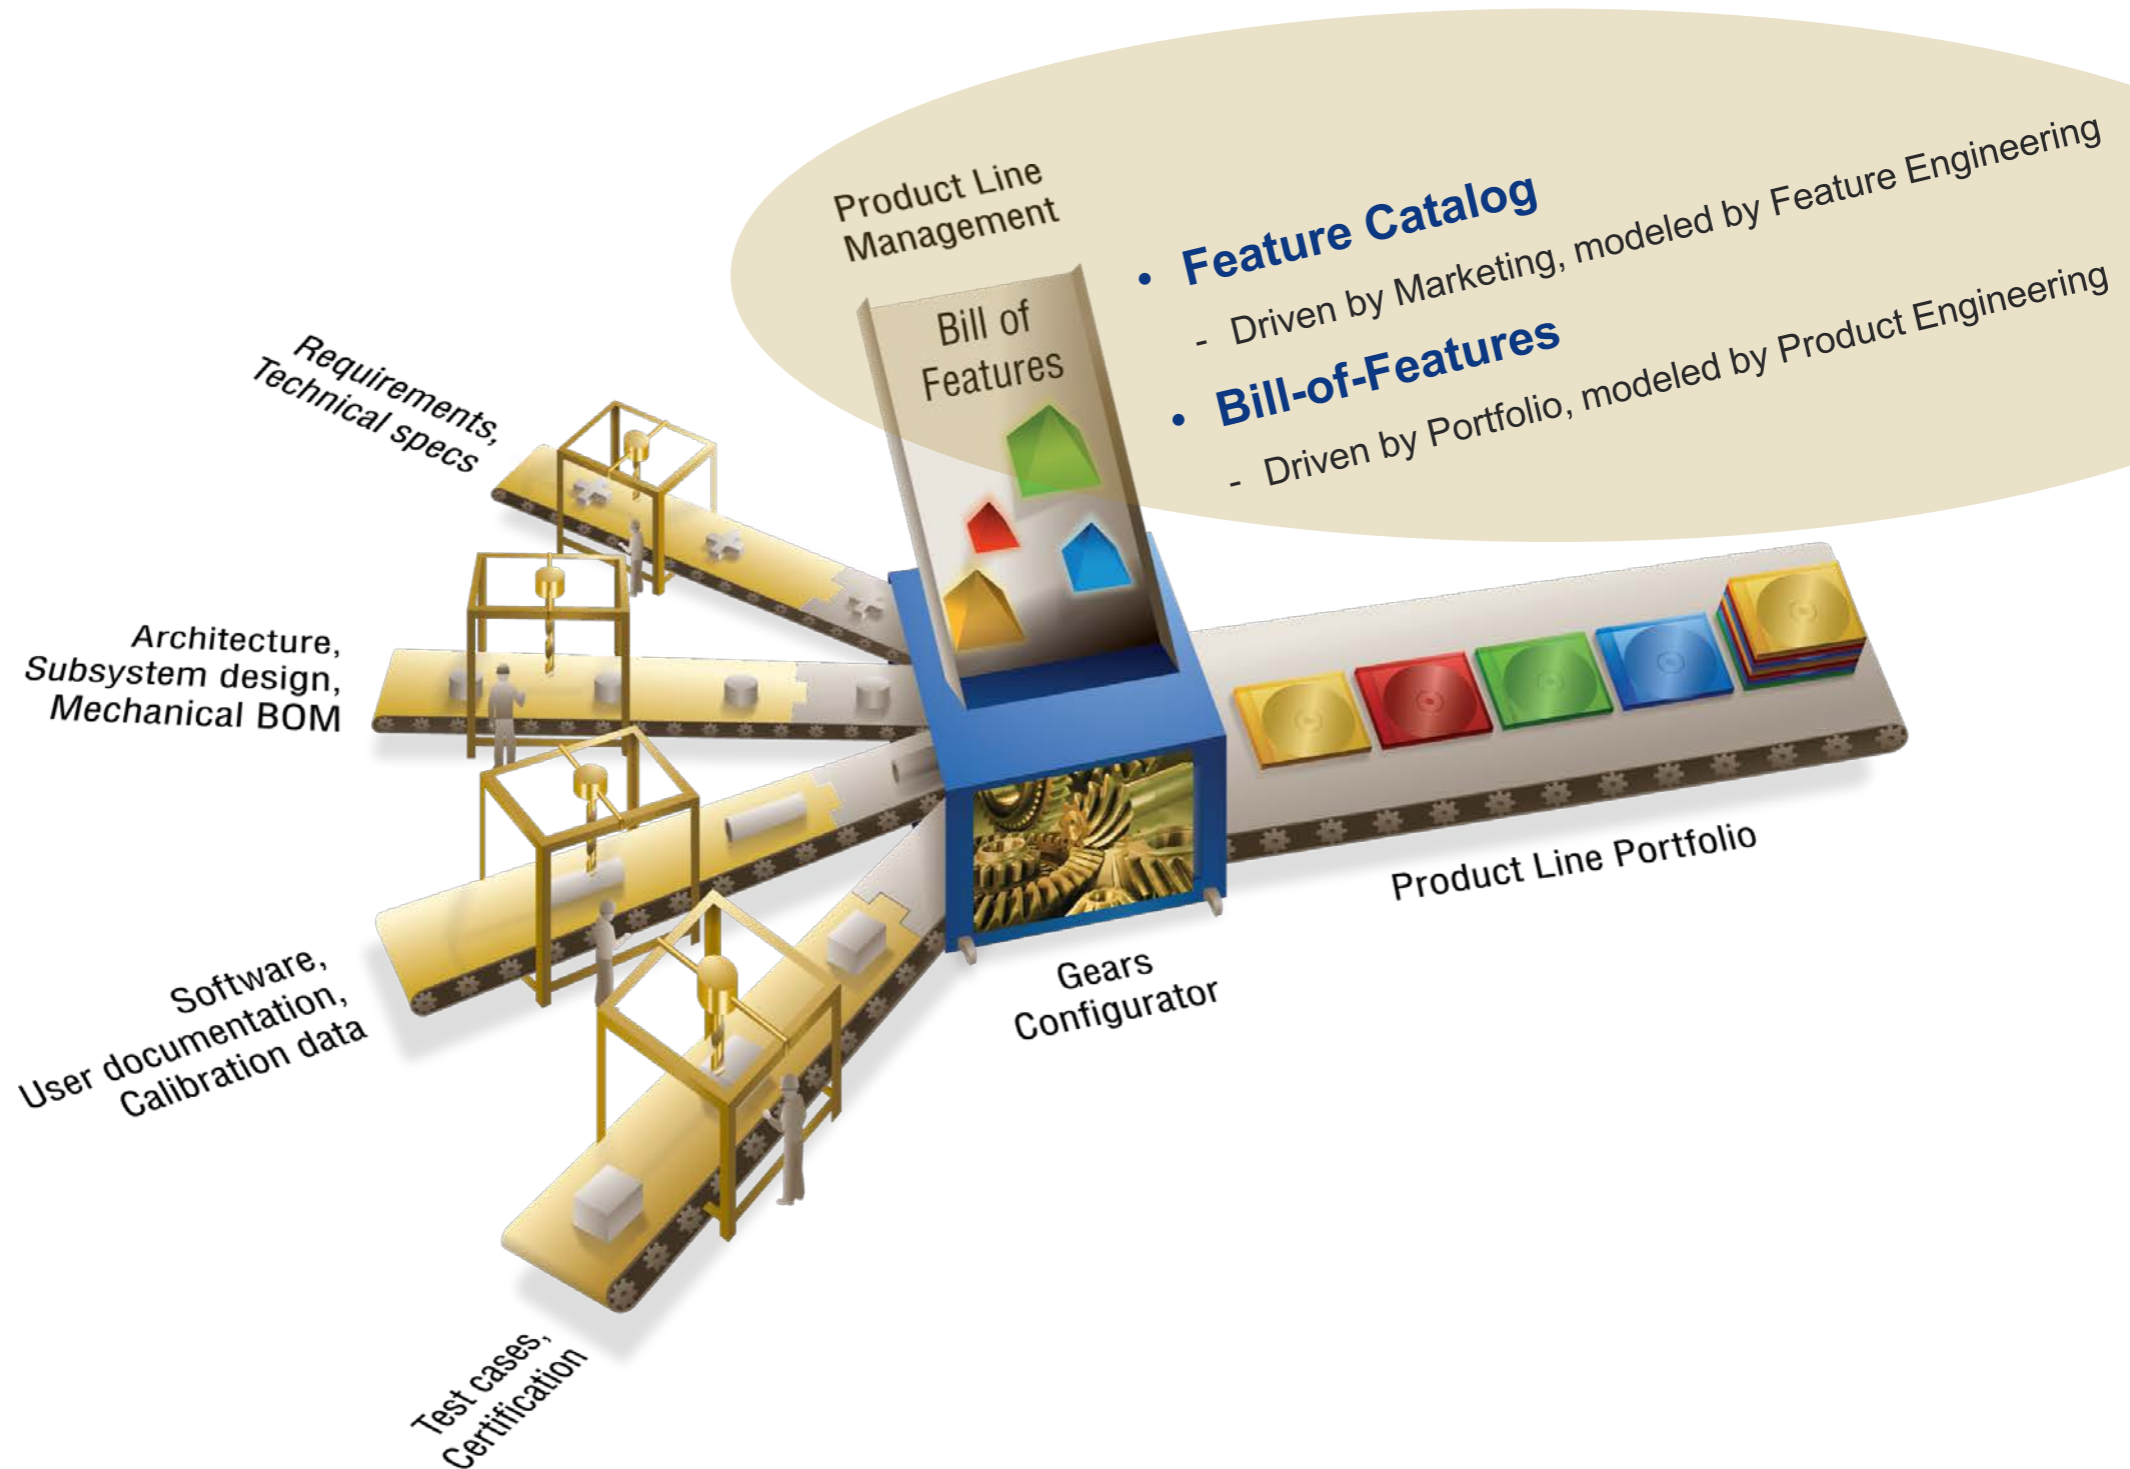 Product Line
Management
• Feature Catalog
- Driven by Marketing, modeled by Feature Engineering
• Bill-of-Features
- Driven by Portfolio, modeled by Product Engineering
Bill of
Features
Requirements,
Technical specs
Architecture,
Subsystem design,
Mechanical BOM
Software,
User documentation,
Calibration data
Test cases,
Certification
Gears
Configurator
Product Line Portfolio